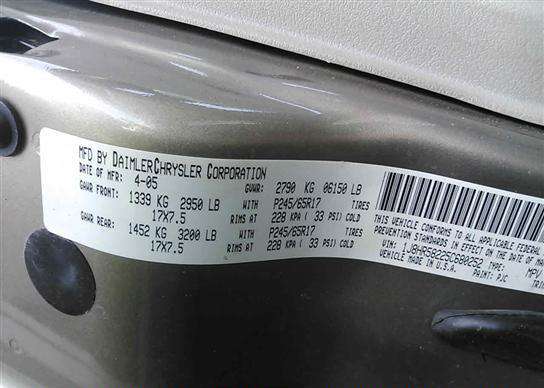 MFD BY DAIMLERCHRYSLER CORPORATION
DATE OF MFR: 4-05 GVWR: 2790 KG 06150 LB
GAWR FRONT: 1339 KG 2950 LB WITH P245/65R17 TIRES
17X7.5 RIMS AT 228 KPA ( 33 PSI) COLD
GAWR REAR: 1452 KG 3200 LB WITH P245/65R17 TIRES
17X7.5 RIMS AT 228 KPA ( 33 PSI) COLD
THIS VEHICLE CONFORMS TO ALL APPLICABLE FEDERAL
PREVENTION STANDARDS IN EFFECT ON THE
VIN: TYPE: MPV
VEHICLE MADE IN U.S.A. PAINT: PJC